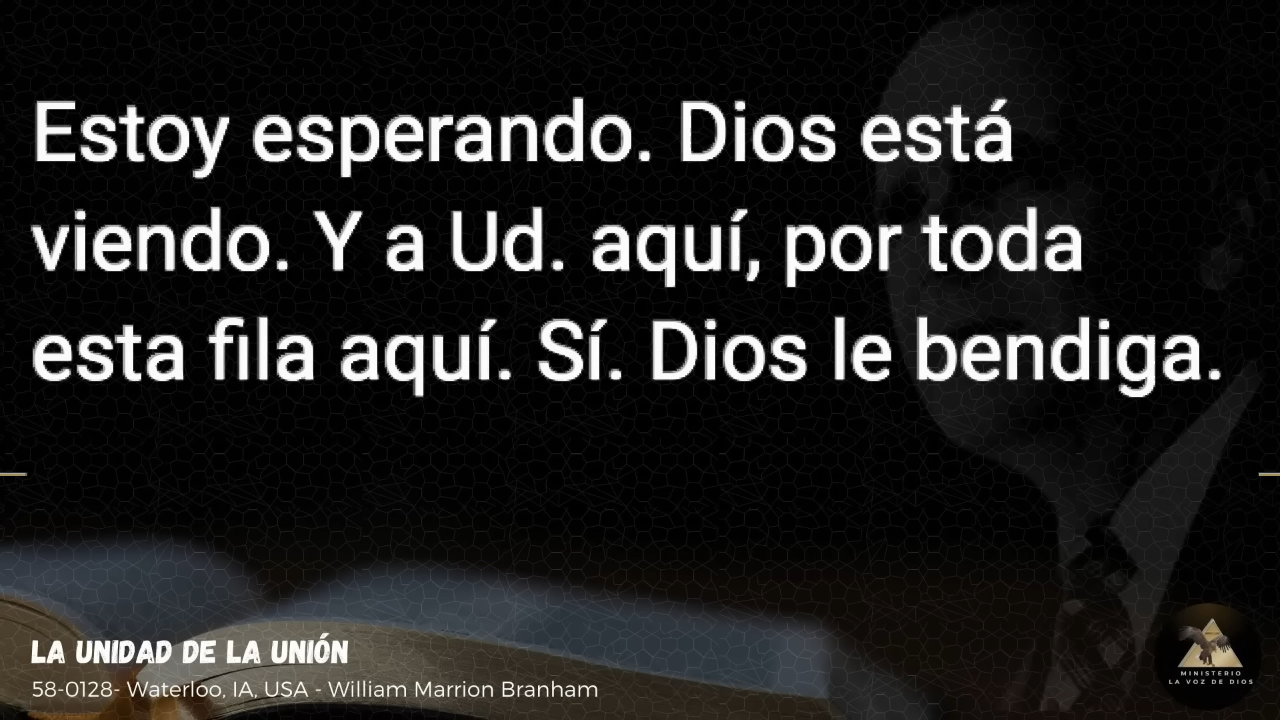 Estoy esperando. Dios está
viendo. Y a Ud. aquí, por toda
esta fila aquí. Sí. Dios le bendiga.
LA UNIDAD DE LA UNIÓN
58-0128- Waterloo, IA, USA - William Marrion Branham
MINISTERIO
LA VOZ DE DIOS